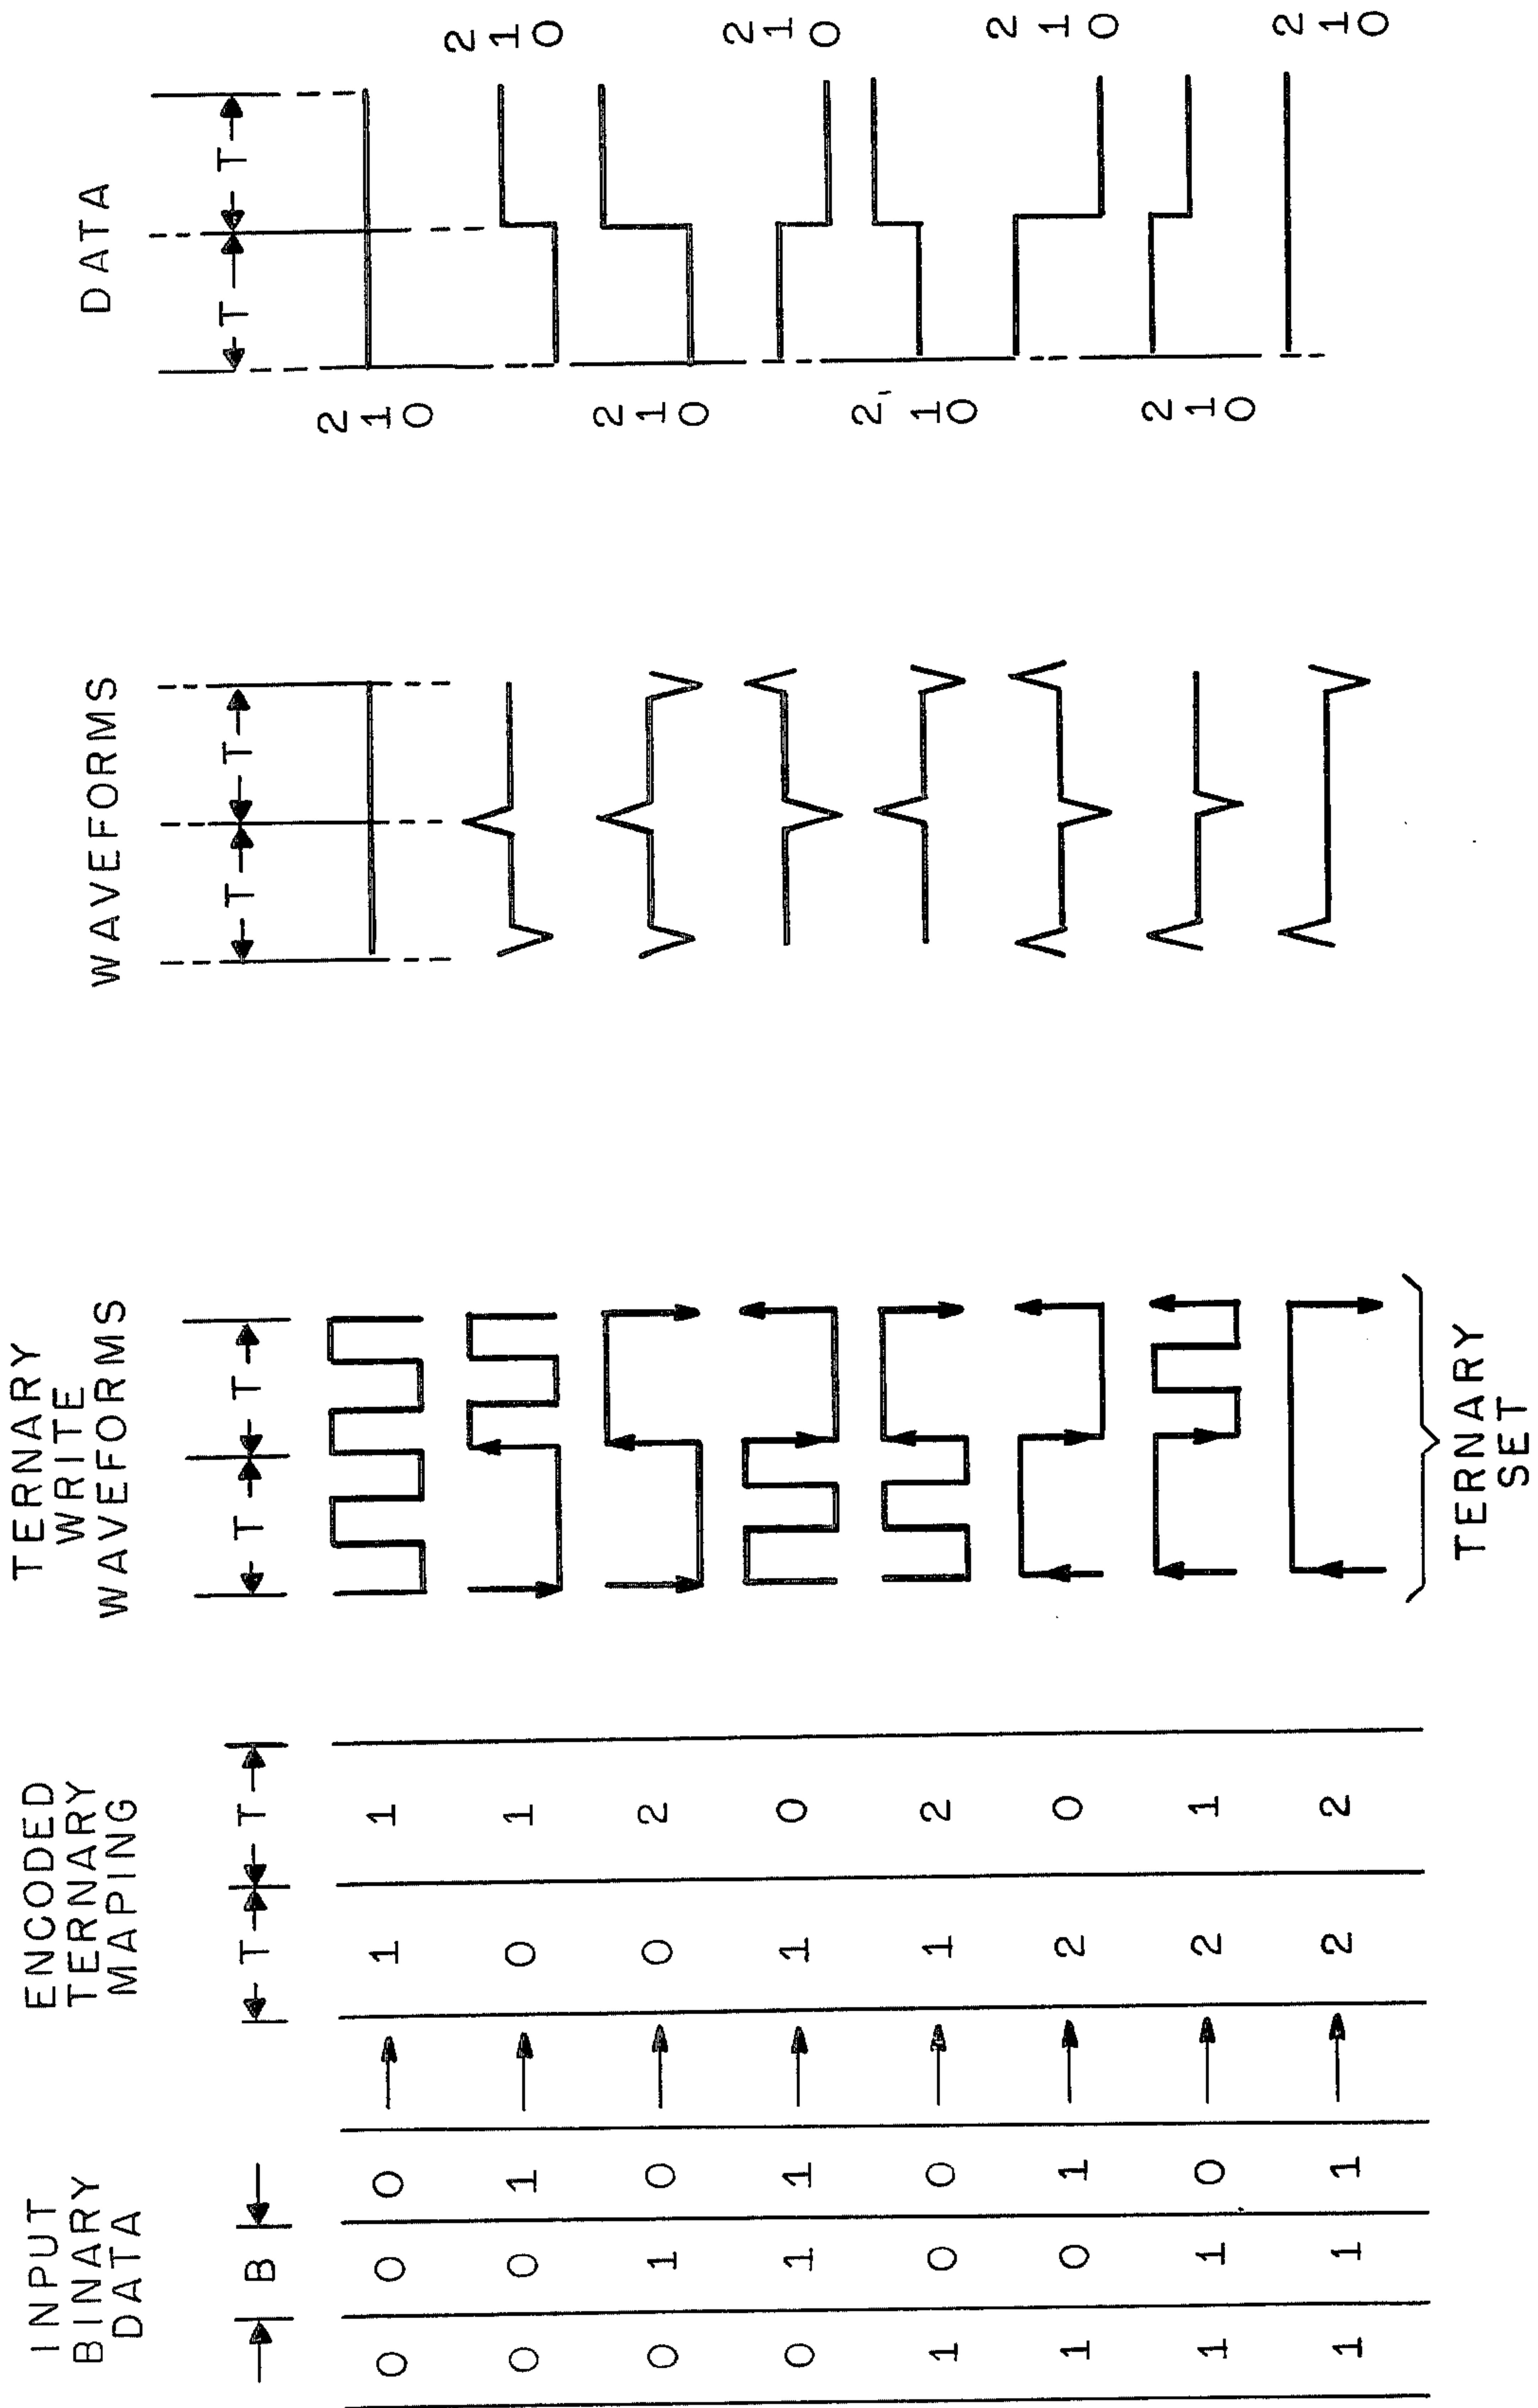 INPUT
BINARY
DATA
B
ENCODED
TERNARY
MAPING
T T
TERNARY
WRITE
WAVEFORMS
T T
WAVEFORMS
T T
DATA
T T
0 0 0 1 1
0 0 1 0 1
0 1 0 0 2
0 1 1 1 0
1 0 0 1 2
1 0 1 2 0
1 1 0 2 1
1 1 1 2 2
2
1
0
2
1
0
2
1
0
2
1
0
2
1
0
2
1
0
2
1
0
2
1
0
TERNARY
SET